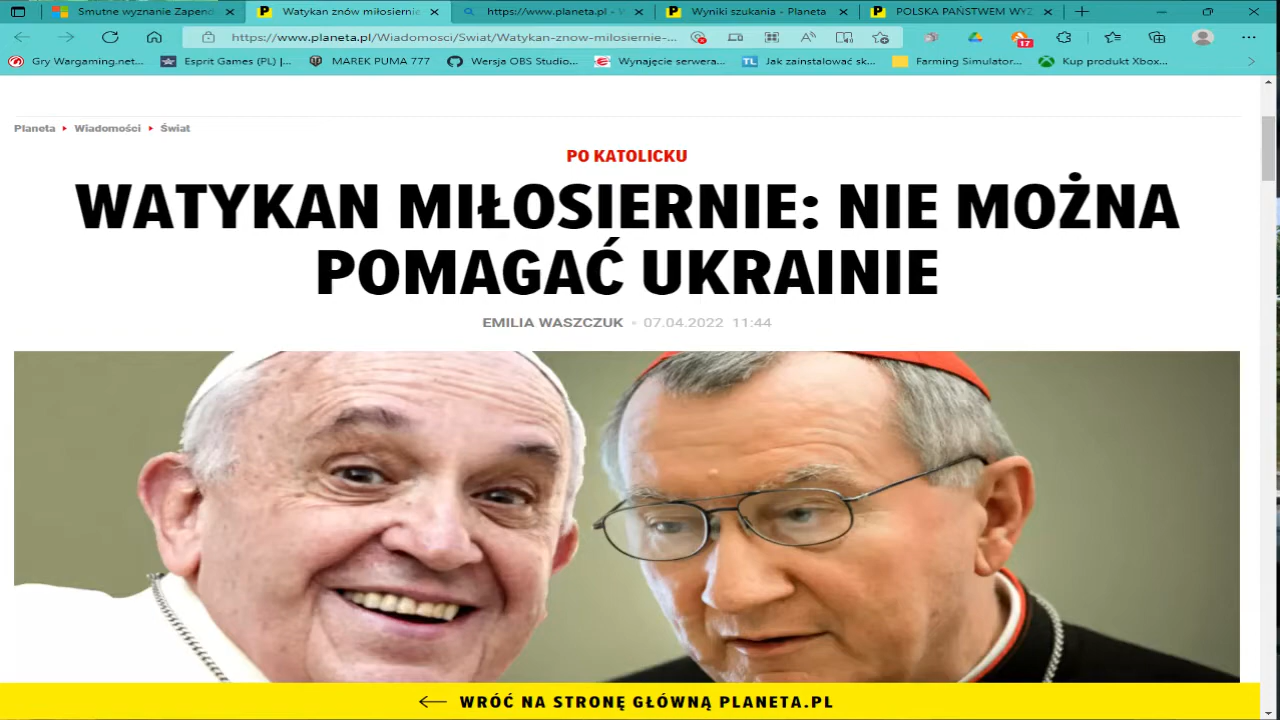 Smutne wyznanie Zapend
Watykan znów miłosiernie
https://www.planeta.pl - W
Wyniki szukania - Planeta
POLSKA PAŃSTWEM WYZ
https://www.planeta.pl/Wiadomosci/Swiat/Watykan-znow-milosiernie-...
17
Gry Wargaming.net...
Esprit Games (PL) |...
MAREK PUMA 777
Wersja OBS Studio...
Wynajęcie serwera...
TL
Jak zainstalować sk...
Farming Simulator...
Kup produkt Xbox...
Planeta Wiadomości Świat
PO KATOLICKU
WATYKAN MIŁOSIERNIE: NIE MOŻNA
POMAGAĆ UKRAINIE
EMILIA WASZCZUK • 07.04.2022 11:44
WRÓĆ NA STRONĘ GŁÓWNĄ PLANETA.PL